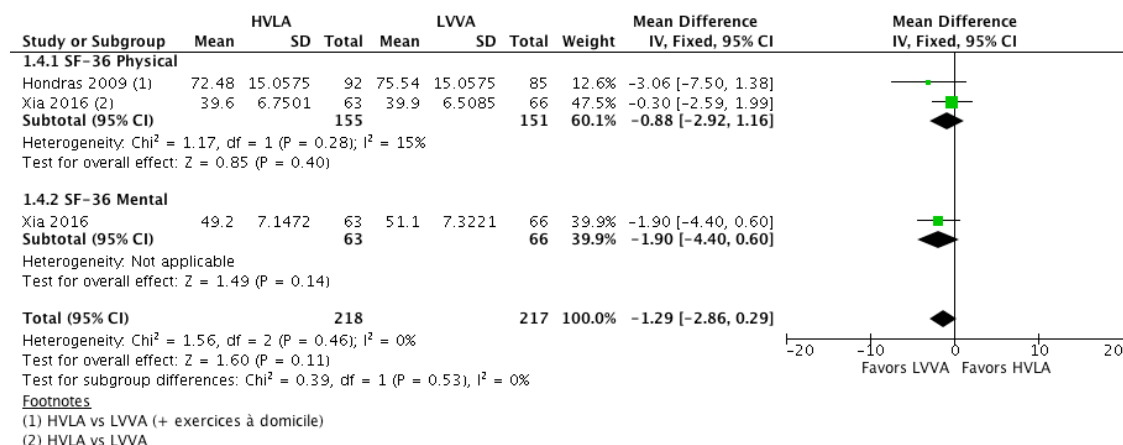 HVLA LVVA Mean Difference Mean Difference
Study or Subgroup Mean SD Total Mean SD Total Weight IV, Fixed, 95% CI IV, Fixed, 95% CI
1.4.1 SF-36 Physical
Hondras 2009 (1) 72.48 15.0575 92 75.54 15.0575 85 12.6% -3.06 [-7.50, 1.38]
Xia 2016 (2) 39.6 6.7501 63 39.9 6.5085 66 47.5% -0.30 [-2.59, 1.99]
Subtotal (95% CI) 155 151 60.1% -0.88 [-2.92, 1.16]
Heterogeneity: Chi² = 1.17, df = 1 (P = 0.28); I² = 15%
Test for overall effect: Z = 0.85 (P = 0.40)
1.4.2 SF-36 Mental
Xia 2016 49.2 7.1472 63 51.1 7.3221 66 39.9% -1.90 [-4.40, 0.60]
Subtotal (95% CI) 63 66 39.9% -1.90 [-4.40, 0.60]
Heterogeneity: Not applicable
Test for overall effect: Z = 1.49 (P = 0.14)
Total (95% CI) 218 217 100.0% -1.29 [-2.86, 0.29]
Heterogeneity: Chi² = 1.56, df = 2 (P = 0.46); I² = 0%
Test for overall effect: Z = 1.60 (P = 0.11)
Test for subgroup differences: Chi² = 0.39, df = 1 (P = 0.53), I² = 0%
-20 -10 0 10 20
Favors LVVA Favors HVLA
Footnotes
(1) HVLA vs LVVA (+ exercices à domicile)
(2) HVLA vs LVVA